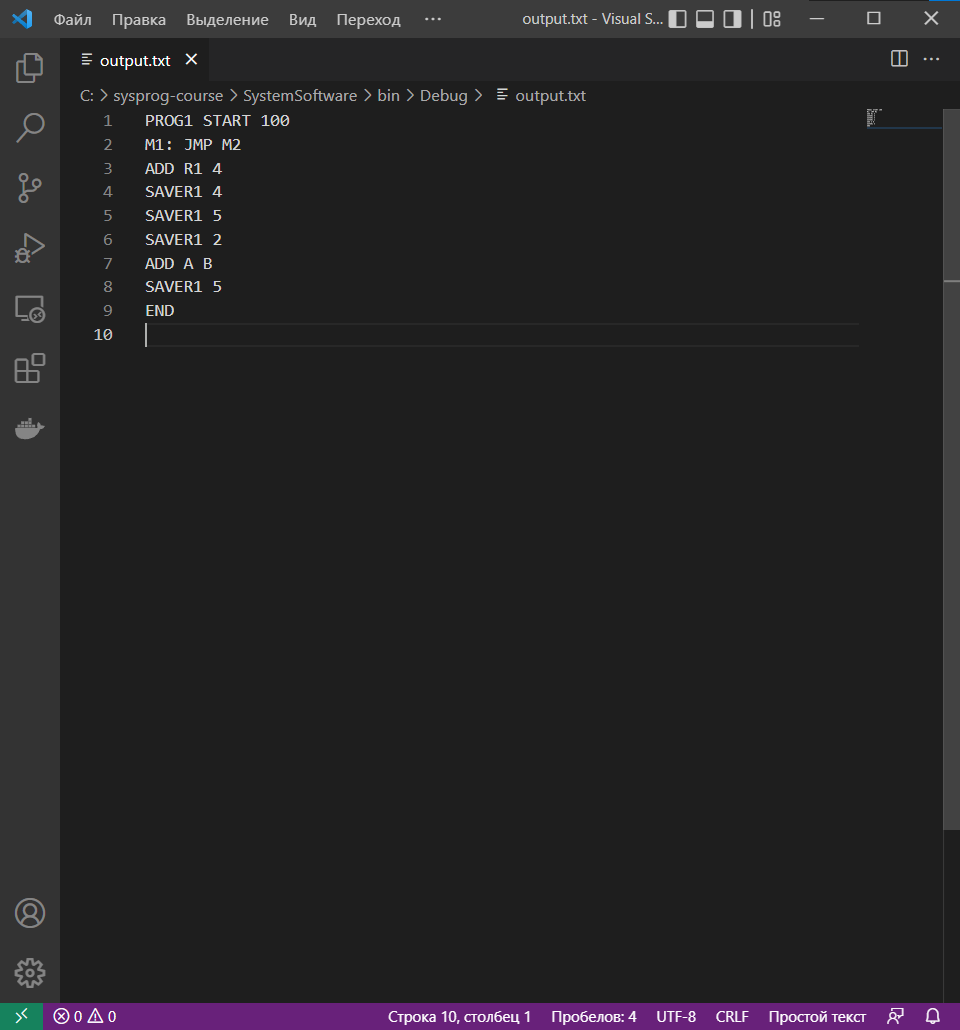 Файл Правка Выделение Вид Переход ··· output.txt - Visual S...
output.txt
C: > sysprog-course > SystemSoftware > bin > Debug > output.txt
1 PROG1 START 100
2 M1: JMP M2
3 ADD R1 4
4 SAVER1 4
5 SAVER1 5
6 SAVER1 2
7 ADD A B
8 SAVER1 5
9 END
10
0 0 Строка 10, столбец 1 Пробелов: 4 UTF-8 CRLF Простой текст